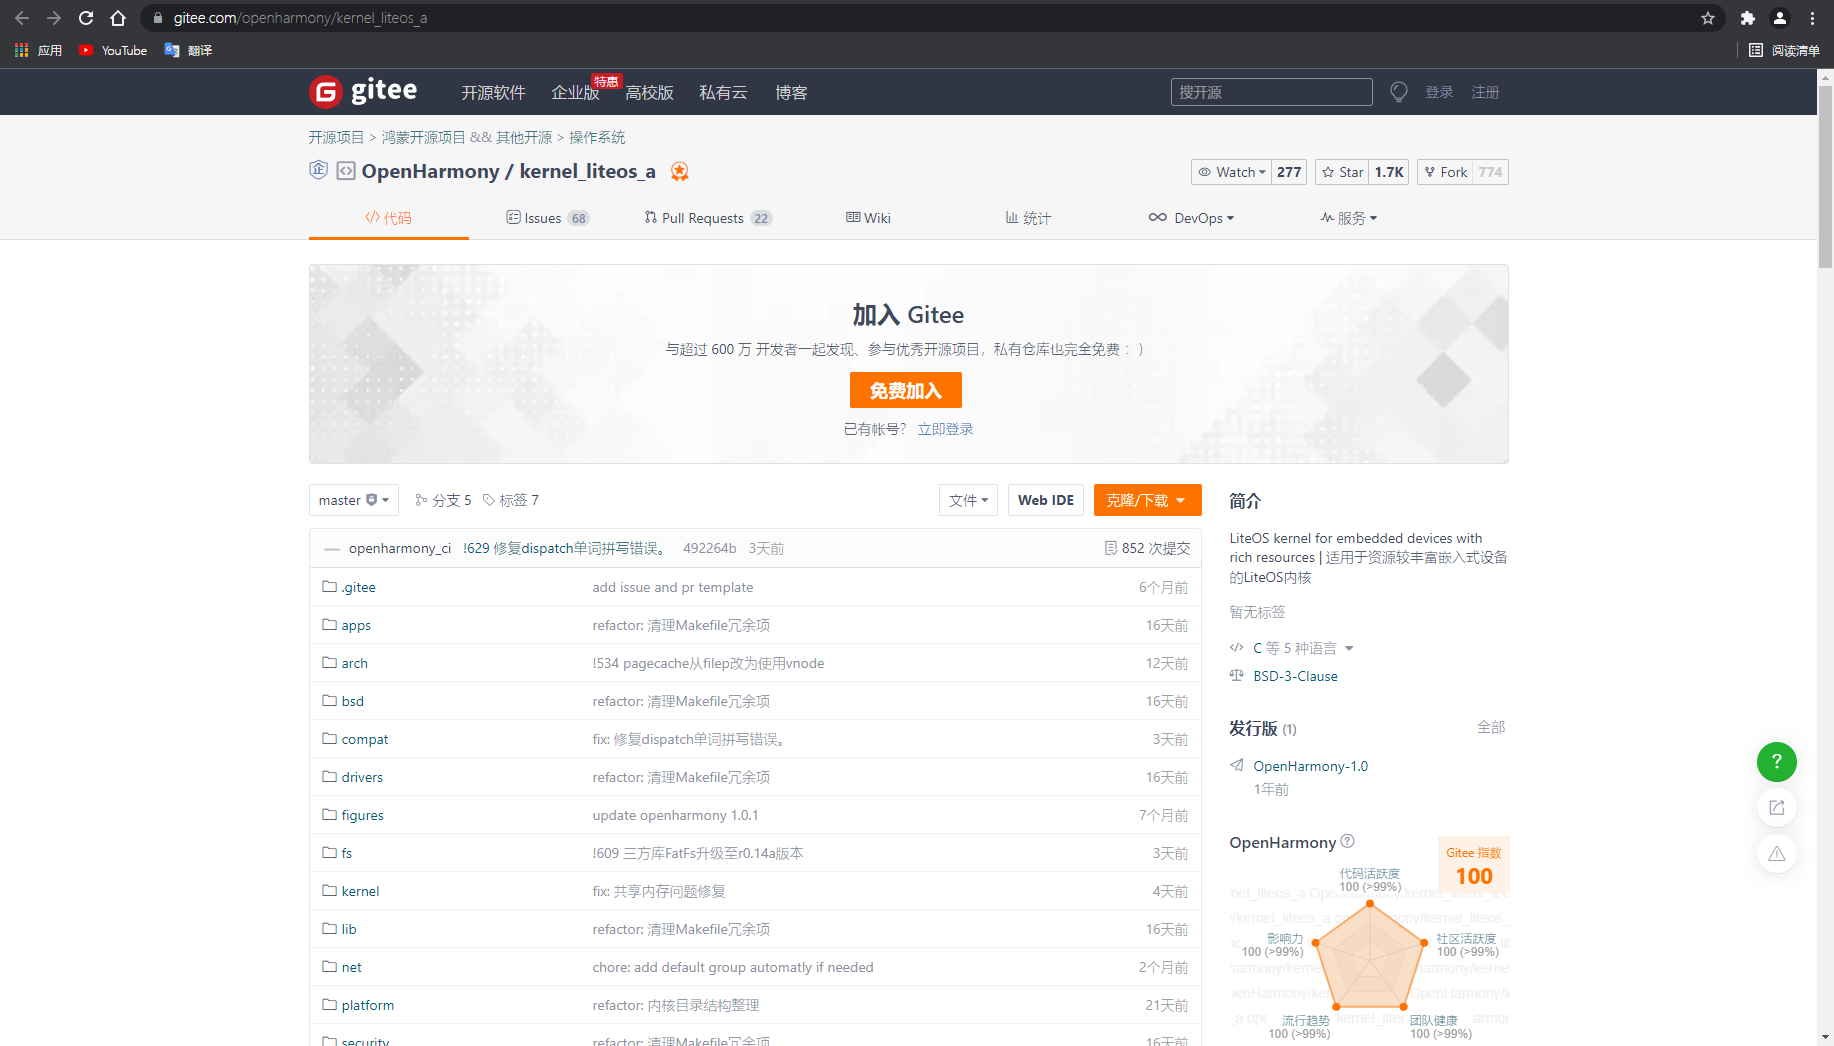 gitee.com/openharmony/kernel_liteos_a
应用 YouTube 翻译 阅读清单
gitee 开源软件 企业版 特惠 高校版 私有云 博客 搜开源 登录 注册
开源项目 > 鸿蒙开源项目 && 其他开源 > 操作系统
OpenHarmony / kernel_liteos_a Watch 277 Star 1.7K Fork 774
代码 Issues 68 Pull Requests 22 Wiki 统计 DevOps 服务
加入 Gitee
与超过 600 万 开发者一起发现、参与优秀开源项目，私有仓库也完全免费 ：）
免费加入
已有帐号？ 立即登录
master 分支 5 标签 7 文件 Web IDE 克隆/下载
openharmony_ci !629 修复dispatch单词拼写错误。 492264b 3天前 852 次提交
.gitee add issue and pr template 6个月前
apps refactor: 清理Makefile冗余项 16天前
arch !534 pagecache从filep改为使用vnode 12天前
bsd refactor: 清理Makefile冗余项 16天前
compat fix: 修复dispatch单词拼写错误。 3天前
drivers refactor: 清理Makefile冗余项 16天前
figures update openharmony 1.0.1 7个月前
fs !609 三方库FatFs升级至r0.14a版本 3天前
kernel fix: 共享内存问题修复 4天前
lib refactor: 清理Makefile冗余项 16天前
net chore: add default group automatly if needed 2个月前
platform refactor: 内核目录结构整理 21天前
security refactor: 清理Makefile冗余项 16天前
简介
LiteOS kernel for embedded devices with
rich resources | 适用于资源较丰富嵌入式设备
的LiteOS内核
暂无标签
C 等 5 种语言
BSD-3-Clause
发行版 (1) 全部
OpenHarmony-1.0
1年前
OpenHarmony
Gitee 指数
100
代码活跃度
100 (>99%)
影响力
100 (>99%)
社区活跃度
100 (>99%)
流行趋势
100 (>99%)
团队健康
100 (>99%)